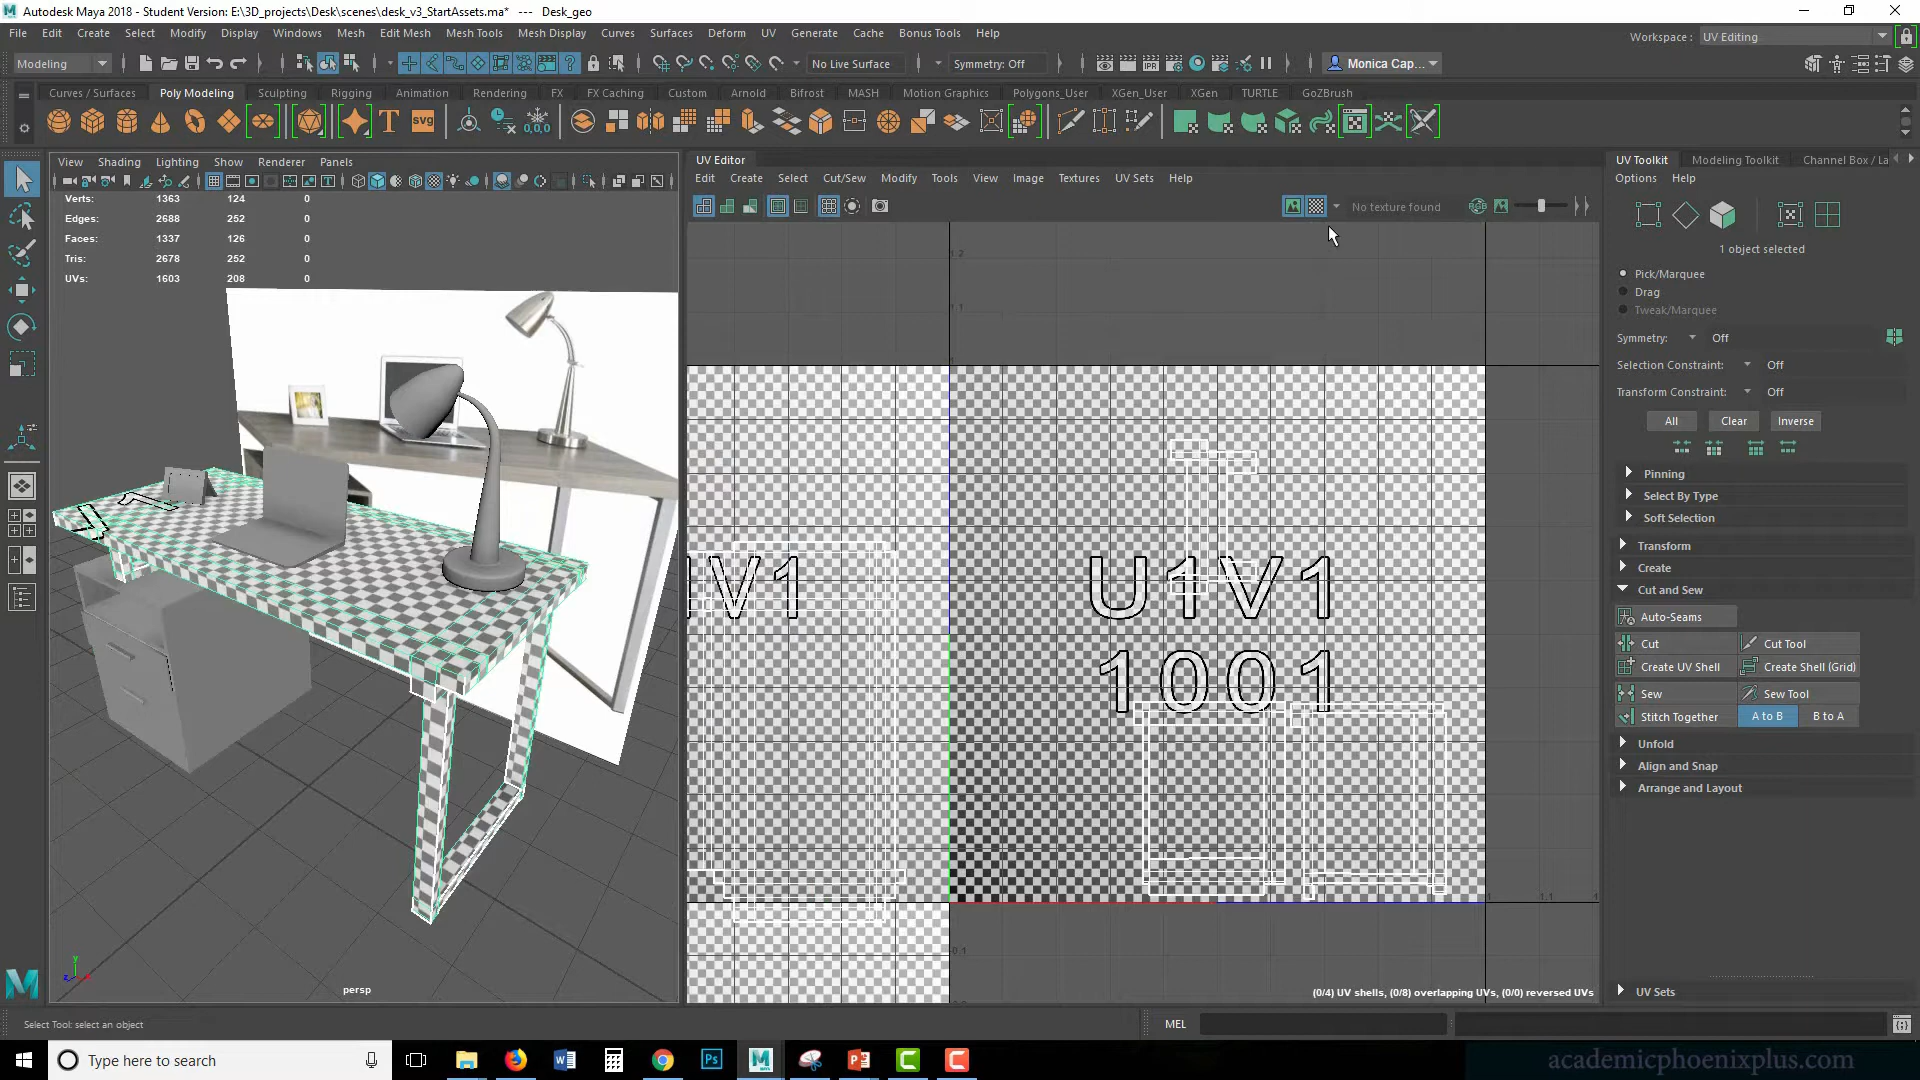 Autodesk Maya 2018 - Student Version: E:\3D_projects\Desk\scenes\desk_v3_StartAssets.ma* --- Desk_geo
File Edit Create Select Modify Display Windows Mesh Edit Mesh Mesh Tools Mesh Display Curves Surfaces Deform UV Generate Cache Bonus Tools Help
Workspace : UV Editing
Modeling No Live Surface Symmetry: Off Monica Cap...
Curves / Surfaces Poly Modeling Sculpting Rigging Animation Rendering FX FX Caching Custom Arnold Bifrost MASH Motion Graphics Polygons_User XGen_User XGen TURTLE GoZBrush
svg
0,0,0
View Shading Lighting Show Renderer Panels
Verts: 1363 124 0
Edges: 2688 252 0
Faces: 1337 126 0
Tris: 2678 252 0
UVs: 1603 208 0
persp
UV Editor
Edit Create Select Cut/Sew Modify Tools View Image Textures UV Sets Help
No texture found
1.2
1.1
1V1
U1V1
1001
(0/4) UV shells, (0/8) overlapping UVs, (0/0) reversed UVs
UV Toolkit Modeling Toolkit Channel Box / La
Options Help
1 object selected
Pick/Marquee
Drag
Tweak/Marquee
Symmetry: Off
Selection Constraint: Off
Transform Constraint: Off
All Clear Inverse
Pinning
Select By Type
Soft Selection
Transform
Create
Cut and Sew
Auto-Seams
Cut Cut Tool
Create UV Shell Create Shell (Grid)
Sew Sew Tool
Stitch Together A to B B to A
Unfold
Align and Snap
Arrange and Layout
UV Sets
Select Tool: select an object
MEL
Type here to search
academicphoenixplus.com